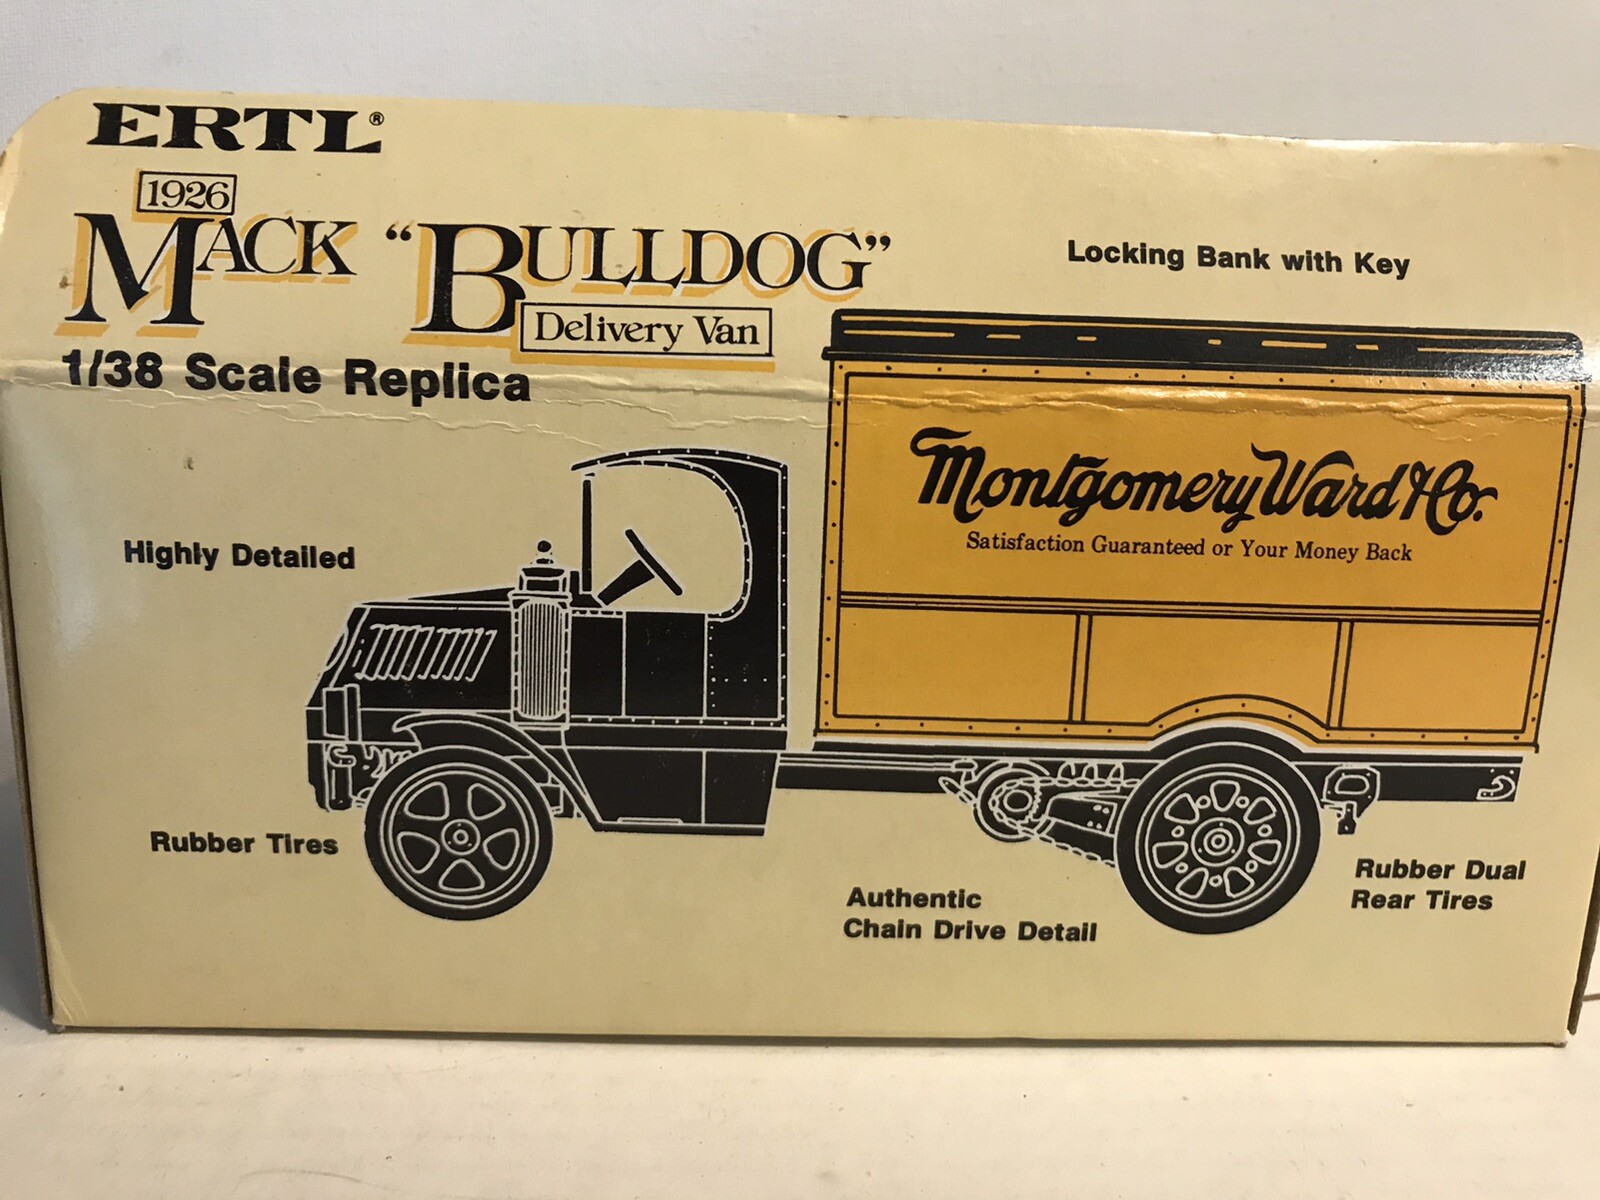 ERTL®
1926
MACK "BULLDOG"
Delivery Van
1/38 Scale Replica
Locking Bank with Key
Montgomery Ward & Co.
Satisfaction Guaranteed or Your Money Back
Highly Detailed
Rubber Tires
Authentic
Chain Drive Detail
Rubber Dual
Rear Tires